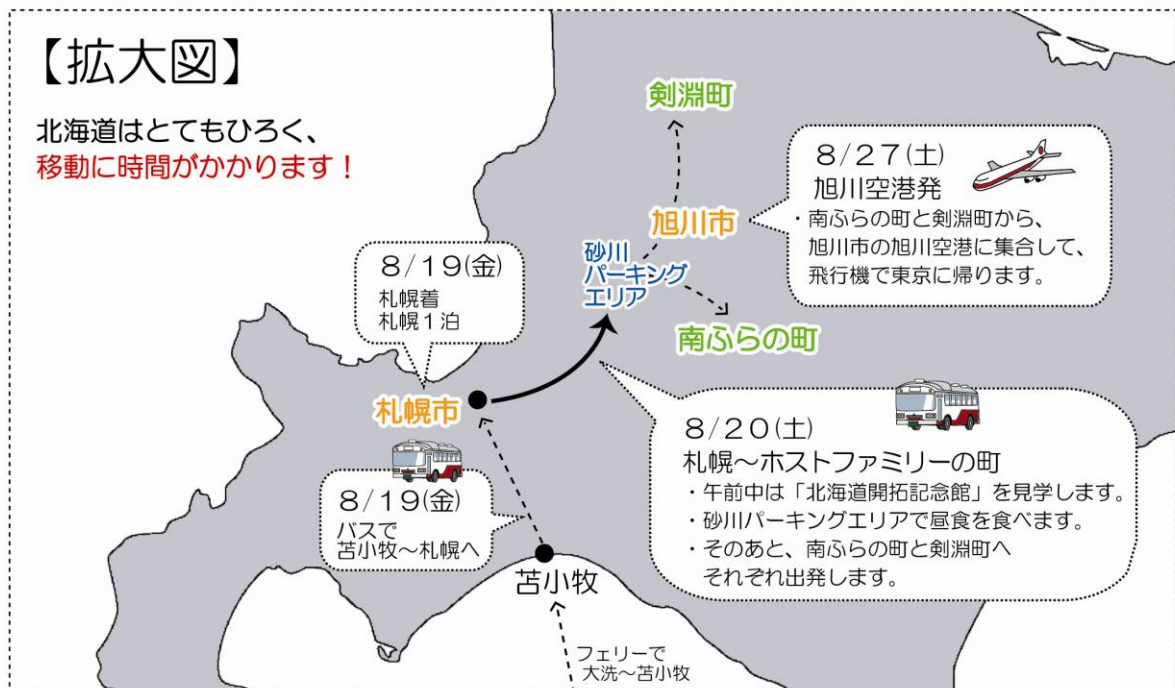 【拡大図】
北海道はとてもひろく、
移動に時間がかかります！
剣淵町
8/27(土)
旭川空港発
・南ふらの町と剣淵町から、
旭川市の旭川空港に集合して、
飛行機で東京に帰ります。
旭川市
砂川
パーキング
エリア
南ふらの町
8/19(金)
札幌着
札幌1泊
札幌市
8/20(土)
札幌～ホストファミリーの町
・午前中は「北海道開拓記念館」を見学します。
・砂川パーキングエリアで昼食を食べます。
・そのあと、南ふらの町と剣淵町へ
それぞれ出発します。
8/19(金)
バスで
苫小牧～札幌へ
苫小牧
フェリーで
大洗～苫小牧